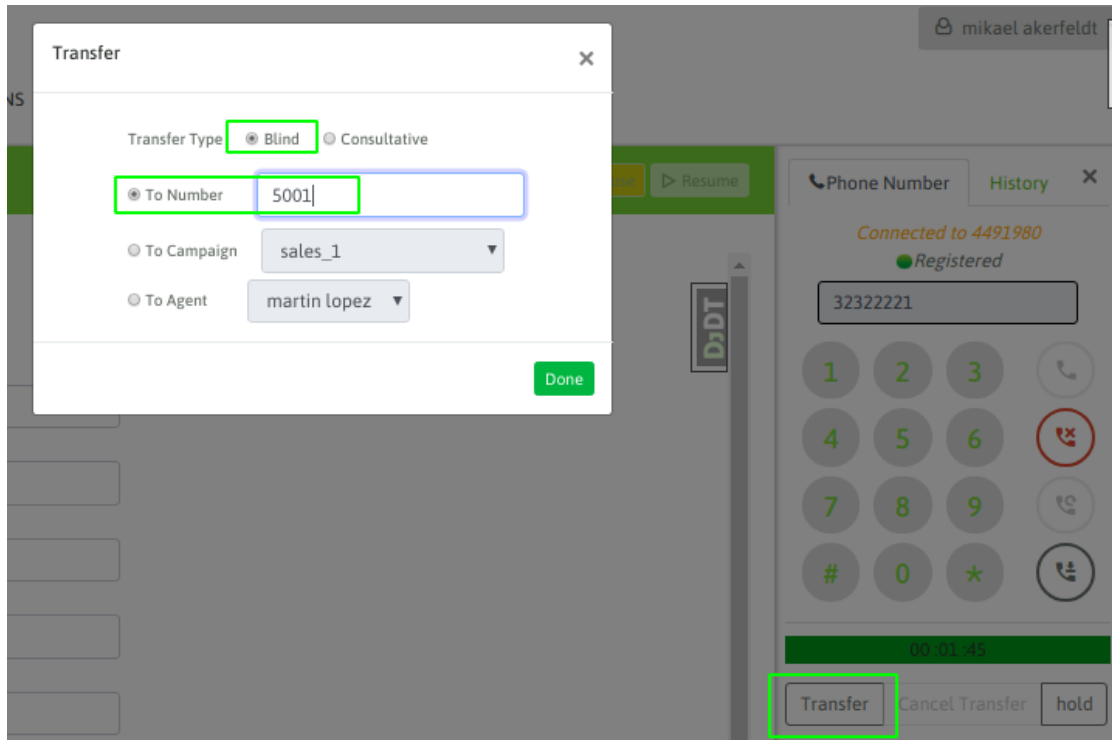 mikael akerfeldt
Transfer
×
NS
Transfer Type Blind Consultative
To Number 5001
Resume
Phone Number History ×
To Campaign sales_1
Connected to 4491980
Registered
To Agent martin lopez
32322221
DjDT
Done
1 2 3
4 5 6
7 8 9
# 0 *
00 :01 :45
Transfer Cancel Transfer hold